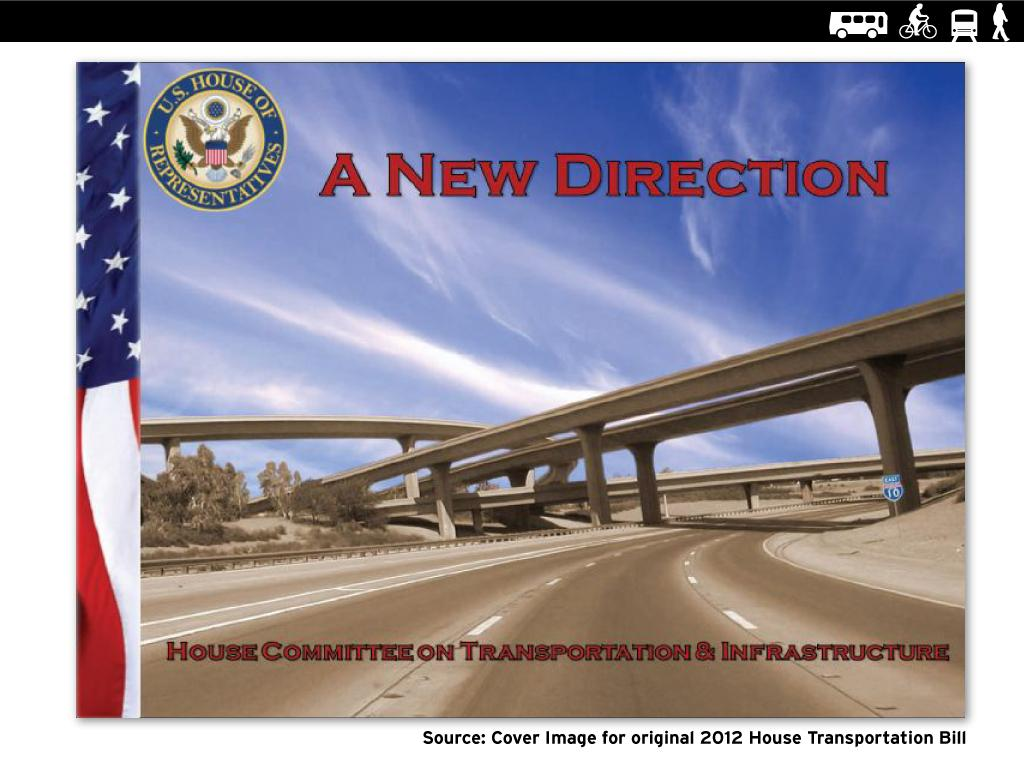 U.S. HOUSE OF
REPRESENTATIVES
A NEW DIRECTION
EAST
10
HOUSE COMMITTEE ON TRANSPORTATION & INFRASTRUCTURE
Source: Cover Image for original 2012 House Transportation Bill